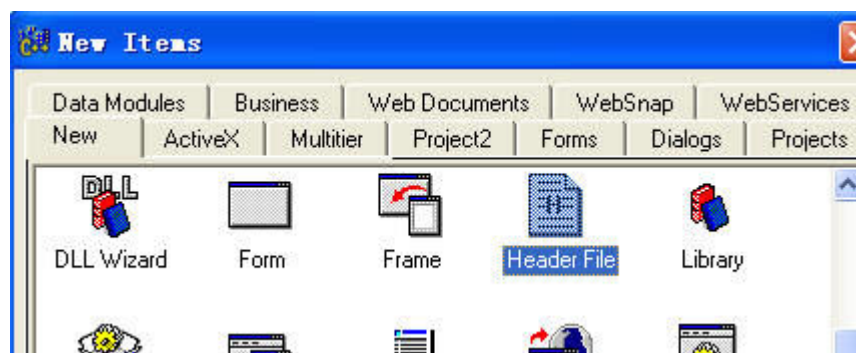 New Items
Data Modules Business Web Documents WebSnap WebServices
New ActiveX Multitier Project2 Forms Dialogs Projects
DLL
DLL Wizard Form Frame Header File Library